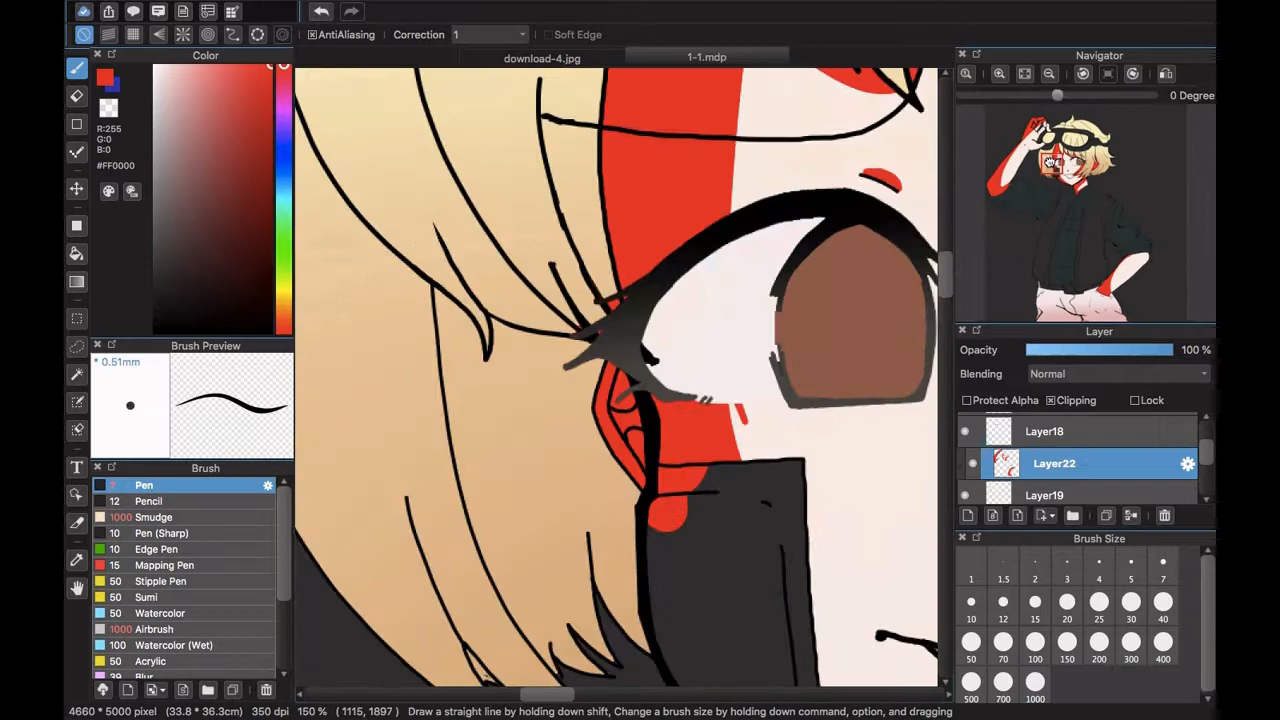 AntiAliasing Correction 1 Soft Edge
Color
download-4.jpg 1-1.mdp
Navigator
0 Degree
R:255
G:0
B:0
#FF0000
Layer
Opacity 100 %
Blending Normal
Protect Alpha Clipping Lock
Layer18
Layer22
Layer19
Brush Preview
* 0.51mm
Brush
7 Pen
12 Pencil
1000 Smudge
10 Pen (Sharp)
10 Edge Pen
15 Mapping Pen
50 Stipple Pen
50 Sumi
50 Watercolor
1000 Airbrush
100 Watercolor (Wet)
50 Acrylic
39 Blur
Brush Size
1 1.5 2 3 4 5 7
10 12 15 20 25 30 40
50 70 100 150 200 300 400
500 700 1000
4660 * 5000 pixel (33.8 * 36.3cm) 350 dpi 150 % ( 1115, 1897 ) Draw a straight line by holding down shift, Change a brush size by holding down command, option, and dragging